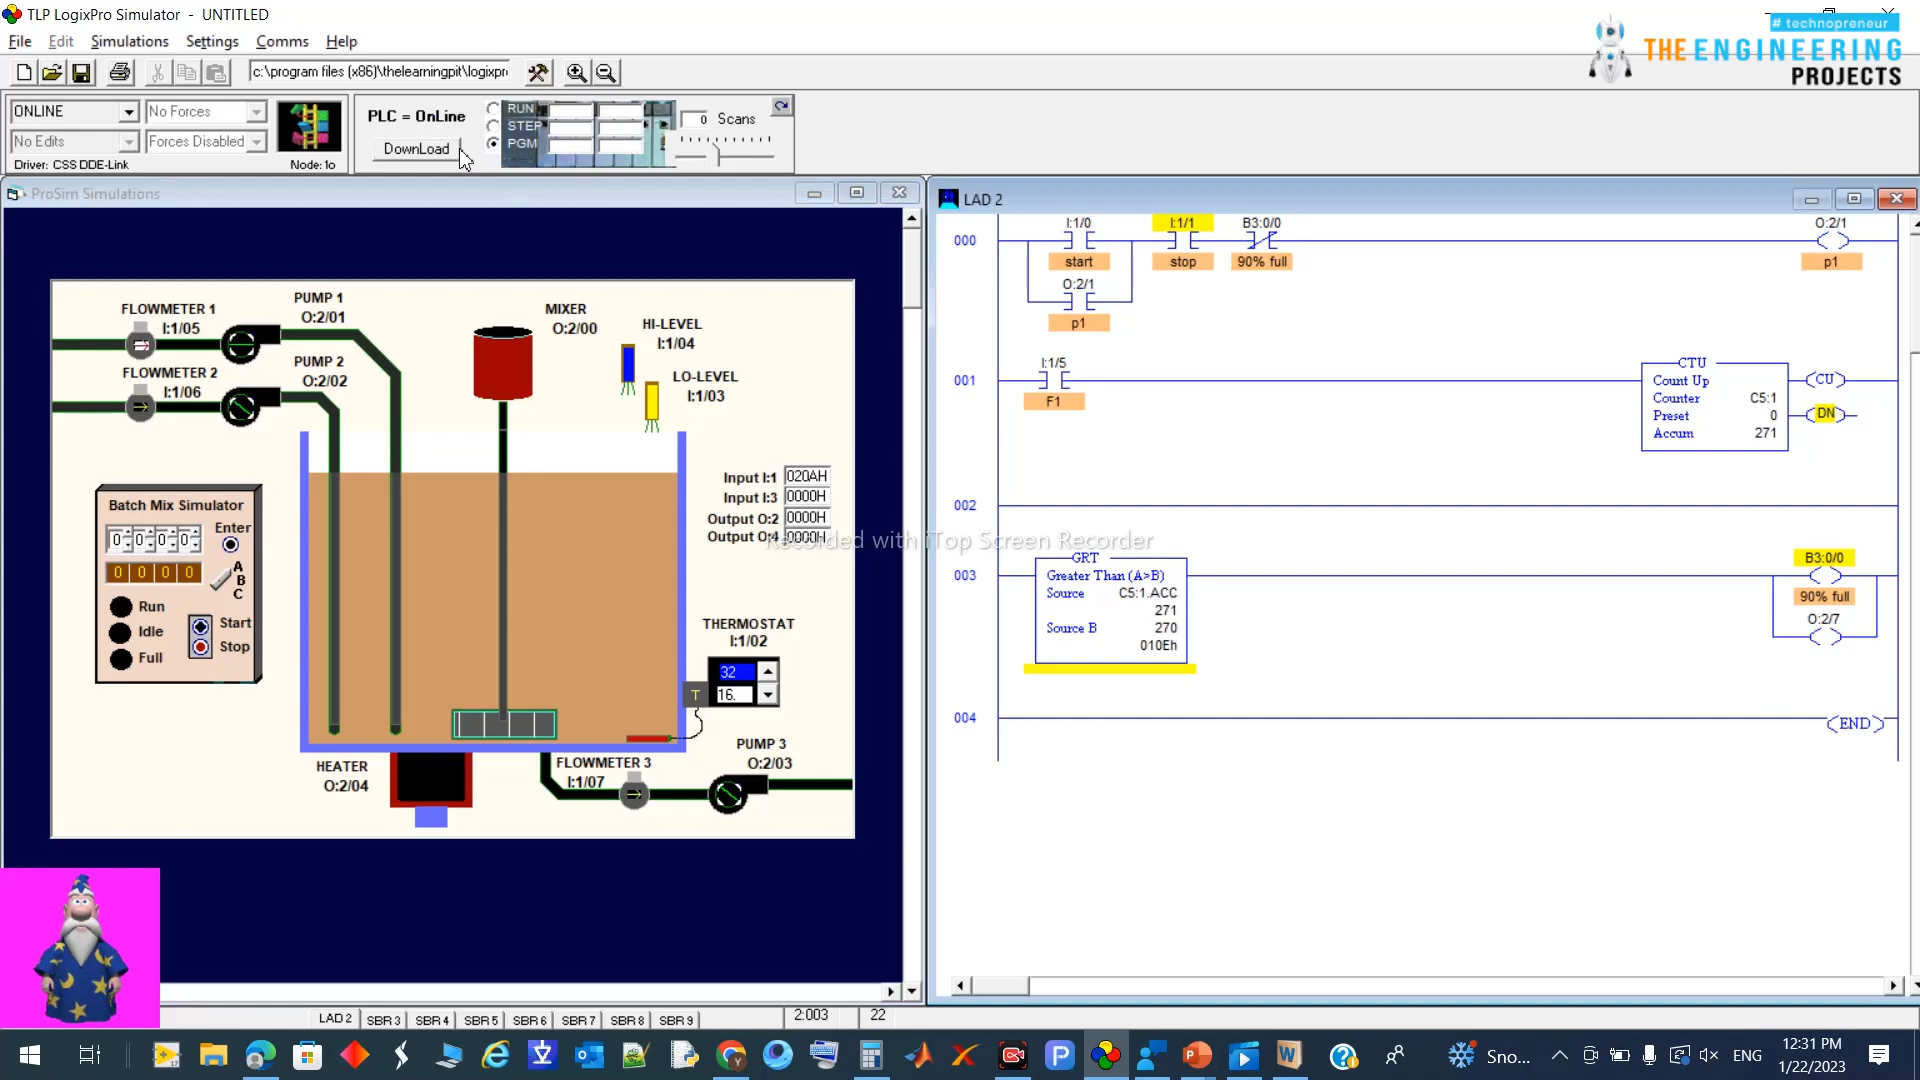 TLP LogixPro Simulator - UNTITLED
# technopreneur
THE ENGINEERING
PROJECTS
File Edit Simulations Settings Comms Help
c:\program files (x86)\thelearningpit\logixpr
ONLINE
No Forces
No Edits
Forces Disabled
Driver: CSS DDE-Link
Node: 1o
PLC = OnLine
DownLoad
RUN
STEP
PGM
0 Scans
ProSim Simulations
FLOWMETER 1
I:1/05
PUMP 1
O:2/01
FLOWMETER 2
I:1/06
PUMP 2
O:2/02
MIXER
O:2/00
HI-LEVEL
I:1/04
LO-LEVEL
I:1/03
Input I:1 020AH
Input I:3 0000H
Output O:2 0000H
Output O:4 0000H
Batch Mix Simulator
0 0 0 0
Enter
0 0 0 0
A
B
C
Run
Idle
Full
Start
Stop
THERMOSTAT
I:1/02
32
16.
T
HEATER
O:2/04
FLOWMETER 3
I:1/07
PUMP 3
O:2/03
Recorded with iTop Screen Recorder
LAD 2
000
I:1/0
start
I:1/1
stop
B3:0/0
90% full
O:2/1
p1
O:2/1
p1
001
I:1/5
F1
CTU
Count Up
Counter C5:1
Preset 0
Accum 271
CU
DN
002
003
GRT
Greater Than (A>B)
Source C5:1.ACC
271
Source B 270
010Eh
B3:0/0
90% full
O:2/7
004
END
LAD 2 SBR 3 SBR 4 SBR 5 SBR 6 SBR 7 SBR 8 SBR 9
2:003 22
Sno...
ENG
12:31 PM
1/22/2023